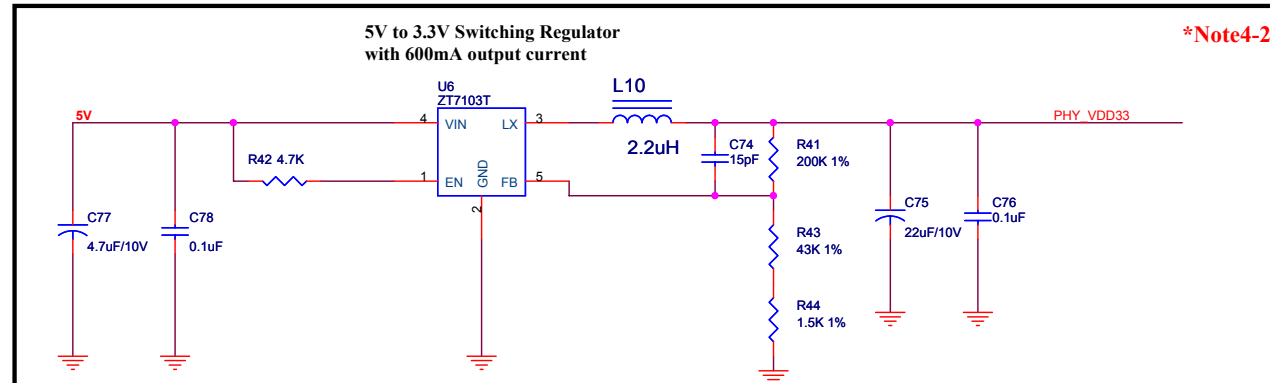 5V to 3.3V Switching Regulator
with 600mA output current
*Note4-2
U6
ZT7103T
L10
2.2uH
5V
4
VIN
LX
3
PHY_VDD33
R42 4.7K
1
EN
GND
FB
5
2
C74
15pF
R41
200K 1%
C77
4.7uF/10V
C78
0.1uF
R43
43K 1%
R44
1.5K 1%
C75
22uF/10V
C76
0.1uF